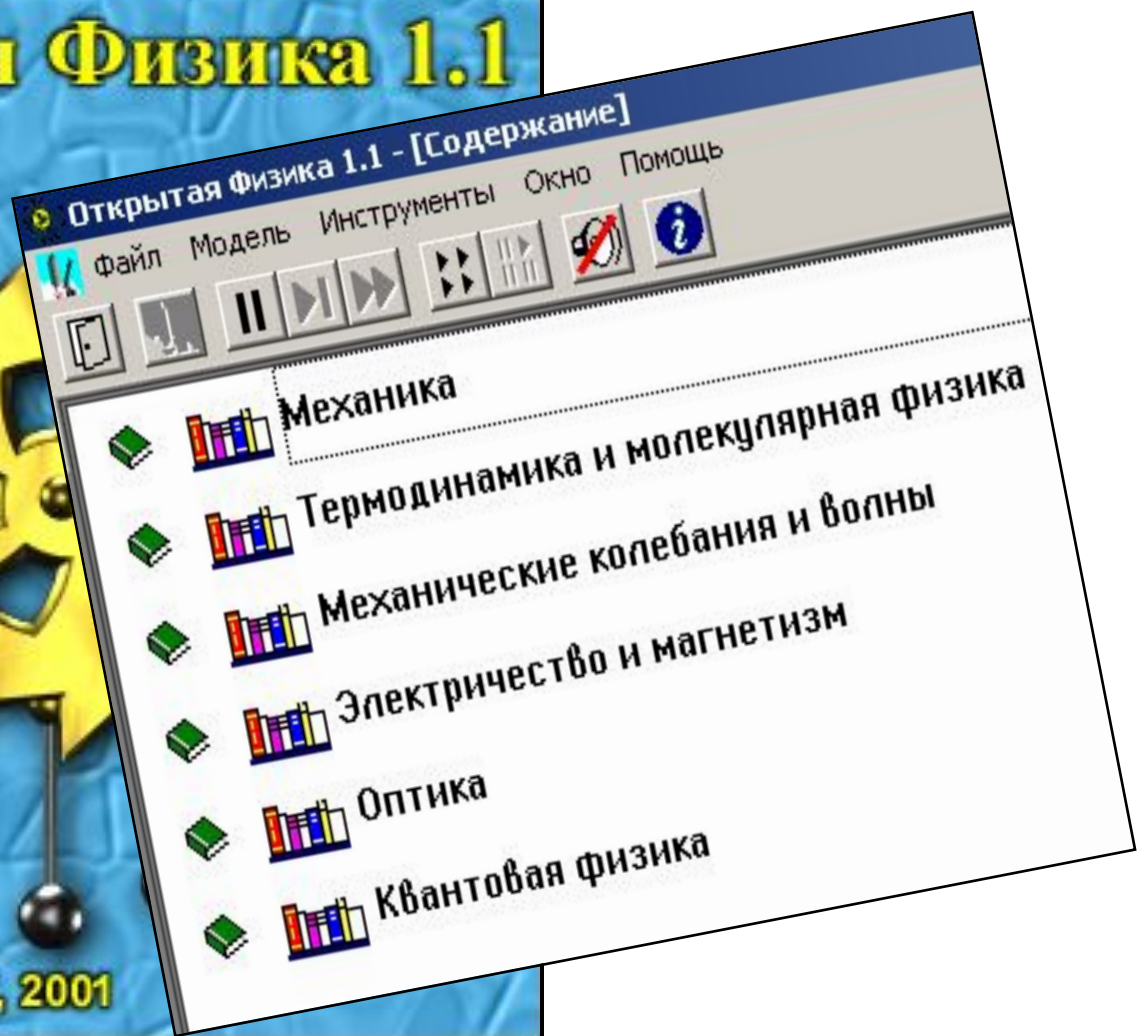 Физика 1.1
Открытая Физика 1.1 - [Содержание]
Файл Модель Инструменты Окно Помощь
Механика
Термодинамика и молекулярная физика
Механические колебания и волны
Электричество и магнетизм
Оптика
Квантовая физика
, 2001